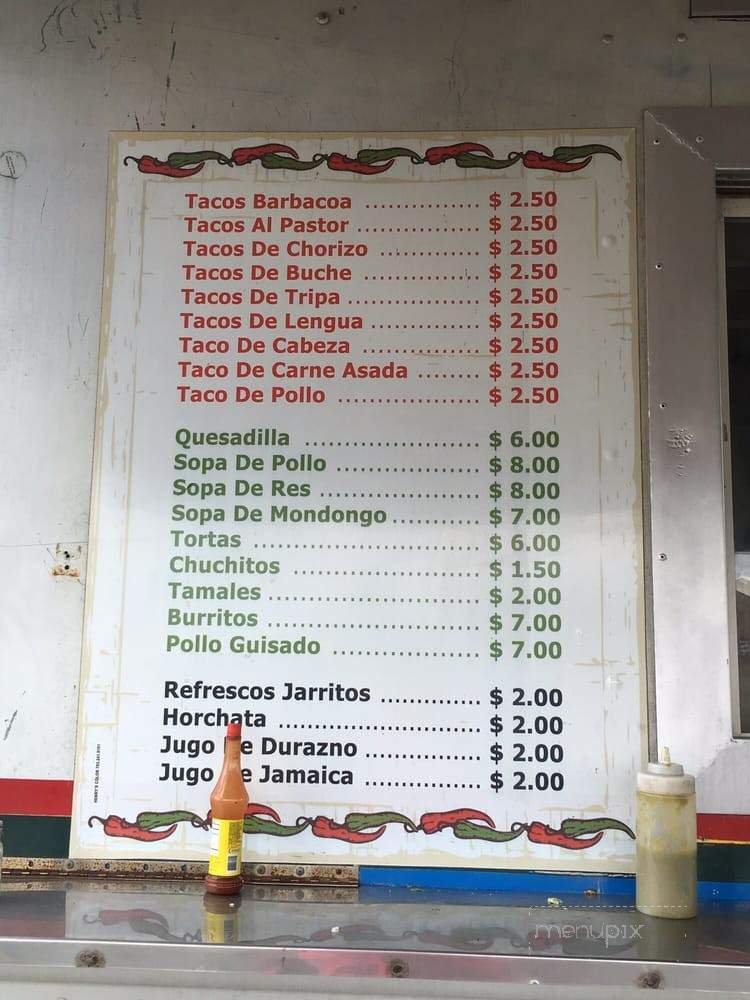 Tacos Barbacoa ................ $ 2.50
Tacos Al Pastor .................. $ 2.50
Tacos De Chorizo .............. $ 2.50
Tacos De Buche ................ $ 2.50
Tacos De Tripa ................... $ 2.50
Tacos De Lengua ............... $ 2.50
Taco De Cabeza ................ $ 2.50
Taco De Carne Asada ........ $ 2.50
Taco De Pollo .................... $ 2.50
Quesadilla ........................ $ 6.00
Sopa De Pollo .................... $ 8.00
Sopa De Res ...................... $ 8.00
Sopa De Mondongo ............ $ 7.00
Tortas ............................... $ 6.00
Chuchitos .......................... $ 1.50
Tamales ............................. $ 2.00
Burritos ............................. $ 7.00
Pollo Guisado .................... $ 7.00
Refrescos Jarritos .............. $ 2.00
Horchata ............................ $ 2.00
Jugo De Durazno ................. $ 2.00
Jugo De Jamaica ................ $ 2.00
menupix